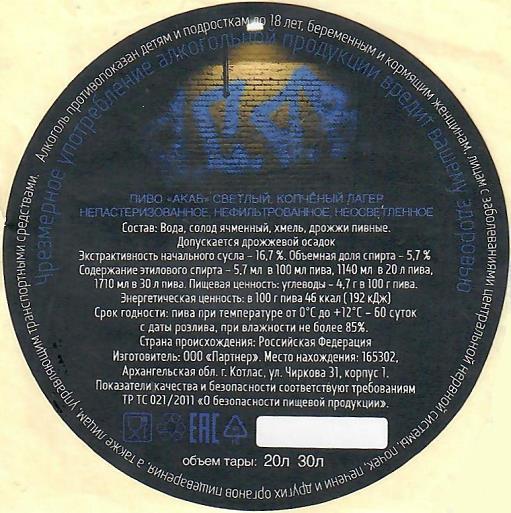 Алкоголь противопоказан детям и подросткам до 18 лет, беременным и кормящим женщинам, лицам с заболеваниями центральной нервной системы, почек, печени и других органов пищеварения, а также лицам, управляющим транспортными средствами.
Чрезмерное употребление алкогольной продукции вредит вашему здоровью
ПИВО «АКАБ» СВЕТЛЫЙ, КОПЧЁНЫЙ ЛАГЕР
НЕПАСТЕРИЗОВАННОЕ, НЕФИЛЬТРОВАННОЕ, НЕОСВЕТЛЕННОЕ
Состав: Вода, солод ячменный, хмель, дрожжи пивные.
Допускается дрожжевой осадок
Экстрактивность начального сусла – 16,7 %. Объемная доля спирта – 5,7 %
Содержание этилового спирта – 5,7 мл в 100 мл пива, 1140 мл в 20 л пива,
1710 мл в 30 л пива. Пищевая ценность: углеводы – 4,7 г в 100 г пива.
Энергетическая ценность: в 100 г пива 46 ккал (192 кДж)
Срок годности: пива при температуре от 0°С до +12°С – 60 суток
с даты розлива, при влажности не более 85%.
Страна происхождения: Российская Федерация
Изготовитель: ООО «Партнер». Место нахождения: 165302,
Архангельская обл. г. Котлас, ул. Чиркова 31, корпус 1.
Показатели качества и безопасности соответствуют требованиям
ТР ТС 021/2011 «О безопасности пищевой продукции».
ЕАС
объем тары: 20л 30л